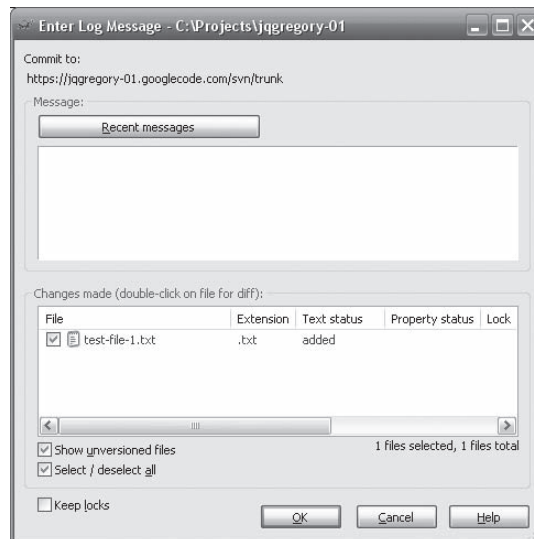 Enter Log Message - C:\Projects\jqgregory-01
Commit to:
https://jqgregory-01.googlecode.com/svn/trunk
Message:
Recent messages
Changes made (double-click on file for diff):
File Extension Text status Property status Lock
test-file-1.txt .txt added
Show unversioned files
1 files selected, 1 files total
Select / deselect all
Keep locks
OK Cancel Help